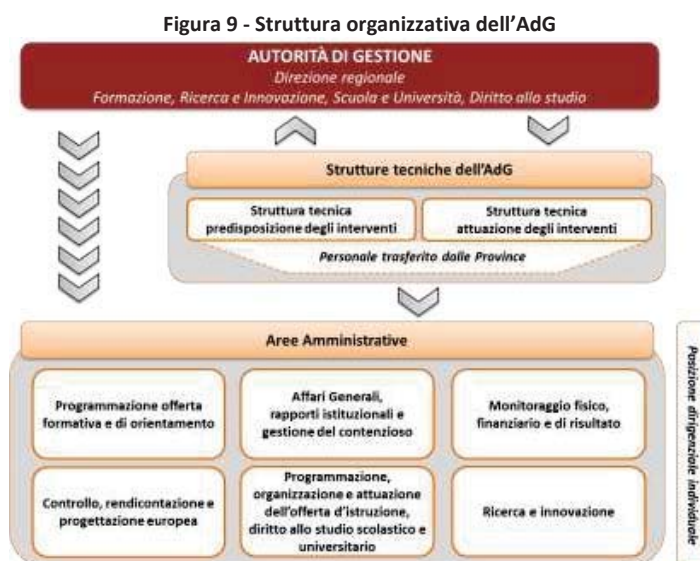 Figura 9 - Struttura organizzativa dell'AdG
AUTORITÀ DI GESTIONE
Direzione regionale
Formazione, Ricerca e Innovazione, Scuola e Università, Diritto allo studio
Strutture tecniche dell'AdG
Struttura tecnica
predisposizione degli interventi
Struttura tecnica
attuazione degli interventi
Personale trasferito dalle Province
Aree Amministrative
Programmazione offerta
formativa e di orientamento
Affari Generali,
rapporti istituzionali e
gestione del contenzioso
Monitoraggio fisico,
finanziario e di risultato
Controllo, rendicontazione e
progettazione europea
Programmazione,
organizzazione e attuazione
dell'offerta d'istruzione,
diritto allo studio scolastico e
universitario
Ricerca e innovazione
Posizione dirigenziale individuale